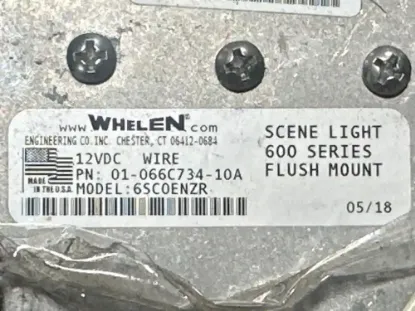 www WHELEN® com
ENGINEERING CO. INC. CHESTER, CT 06412-0684
12VDC WIRE
PN: 01-066C734-10A
MADE
IN THE U.S.A.
MODEL: 6SC0ENZR
SCENE LIGHT
600 SERIES
FLUSH MOUNT
05/18